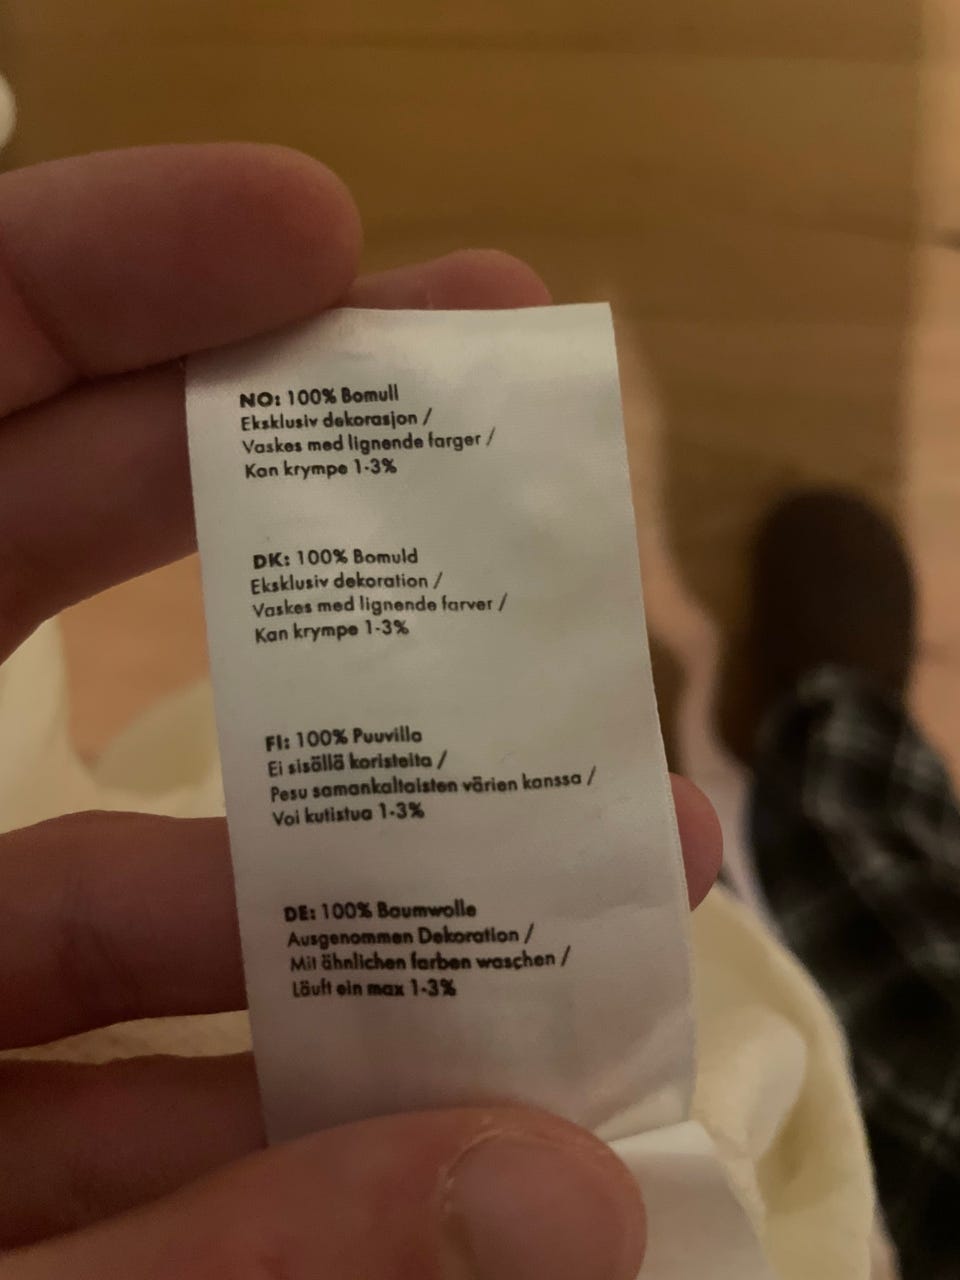 NO: 100% Bomull
Eksklusiv dekorasjon /
Vaskes med lignende farger /
Kan krympe 1-3%
DK: 100% Bomuld
Eksklusiv dekoration /
Vaskes med lignende farver /
Kan krympe 1-3%
FI: 100% Puuvilla
Ei sisällä koristeita /
Pesu samankaltaisten värien kanssa /
Voi kutistua 1-3%
DE: 100% Baumwolle
Ausgenommen Dekoration /
Mit ähnlichen farben waschen /
Läuft ein max 1-3%